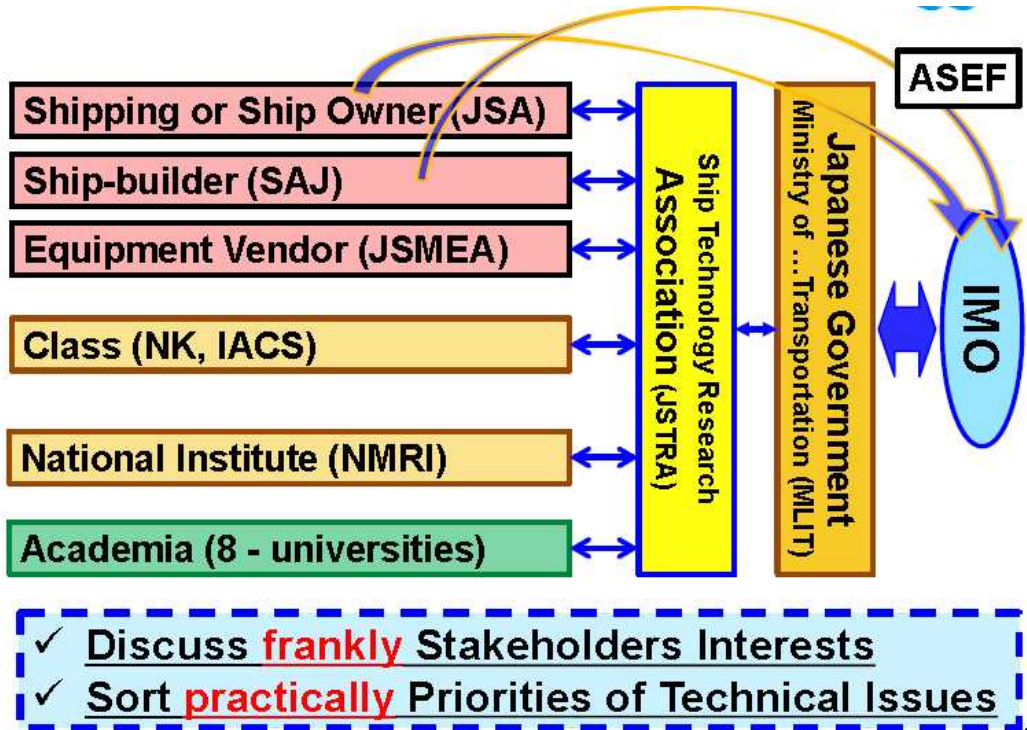 ASEF
Shipping or Ship Owner (JSA)
Ship-builder (SAJ)
Equipment Vendor (JSMEA)
Class (NK, IACS)
National Institute (NMRI)
Academia (8 - universities)
Ship Technology Research
Association (JSTRA)
Japanese Government
Ministry of ...Transportation (MLIT)
IMO
✓ Discuss frankly Stakeholders Interests
✓ Sort practically Priorities of Technical Issues